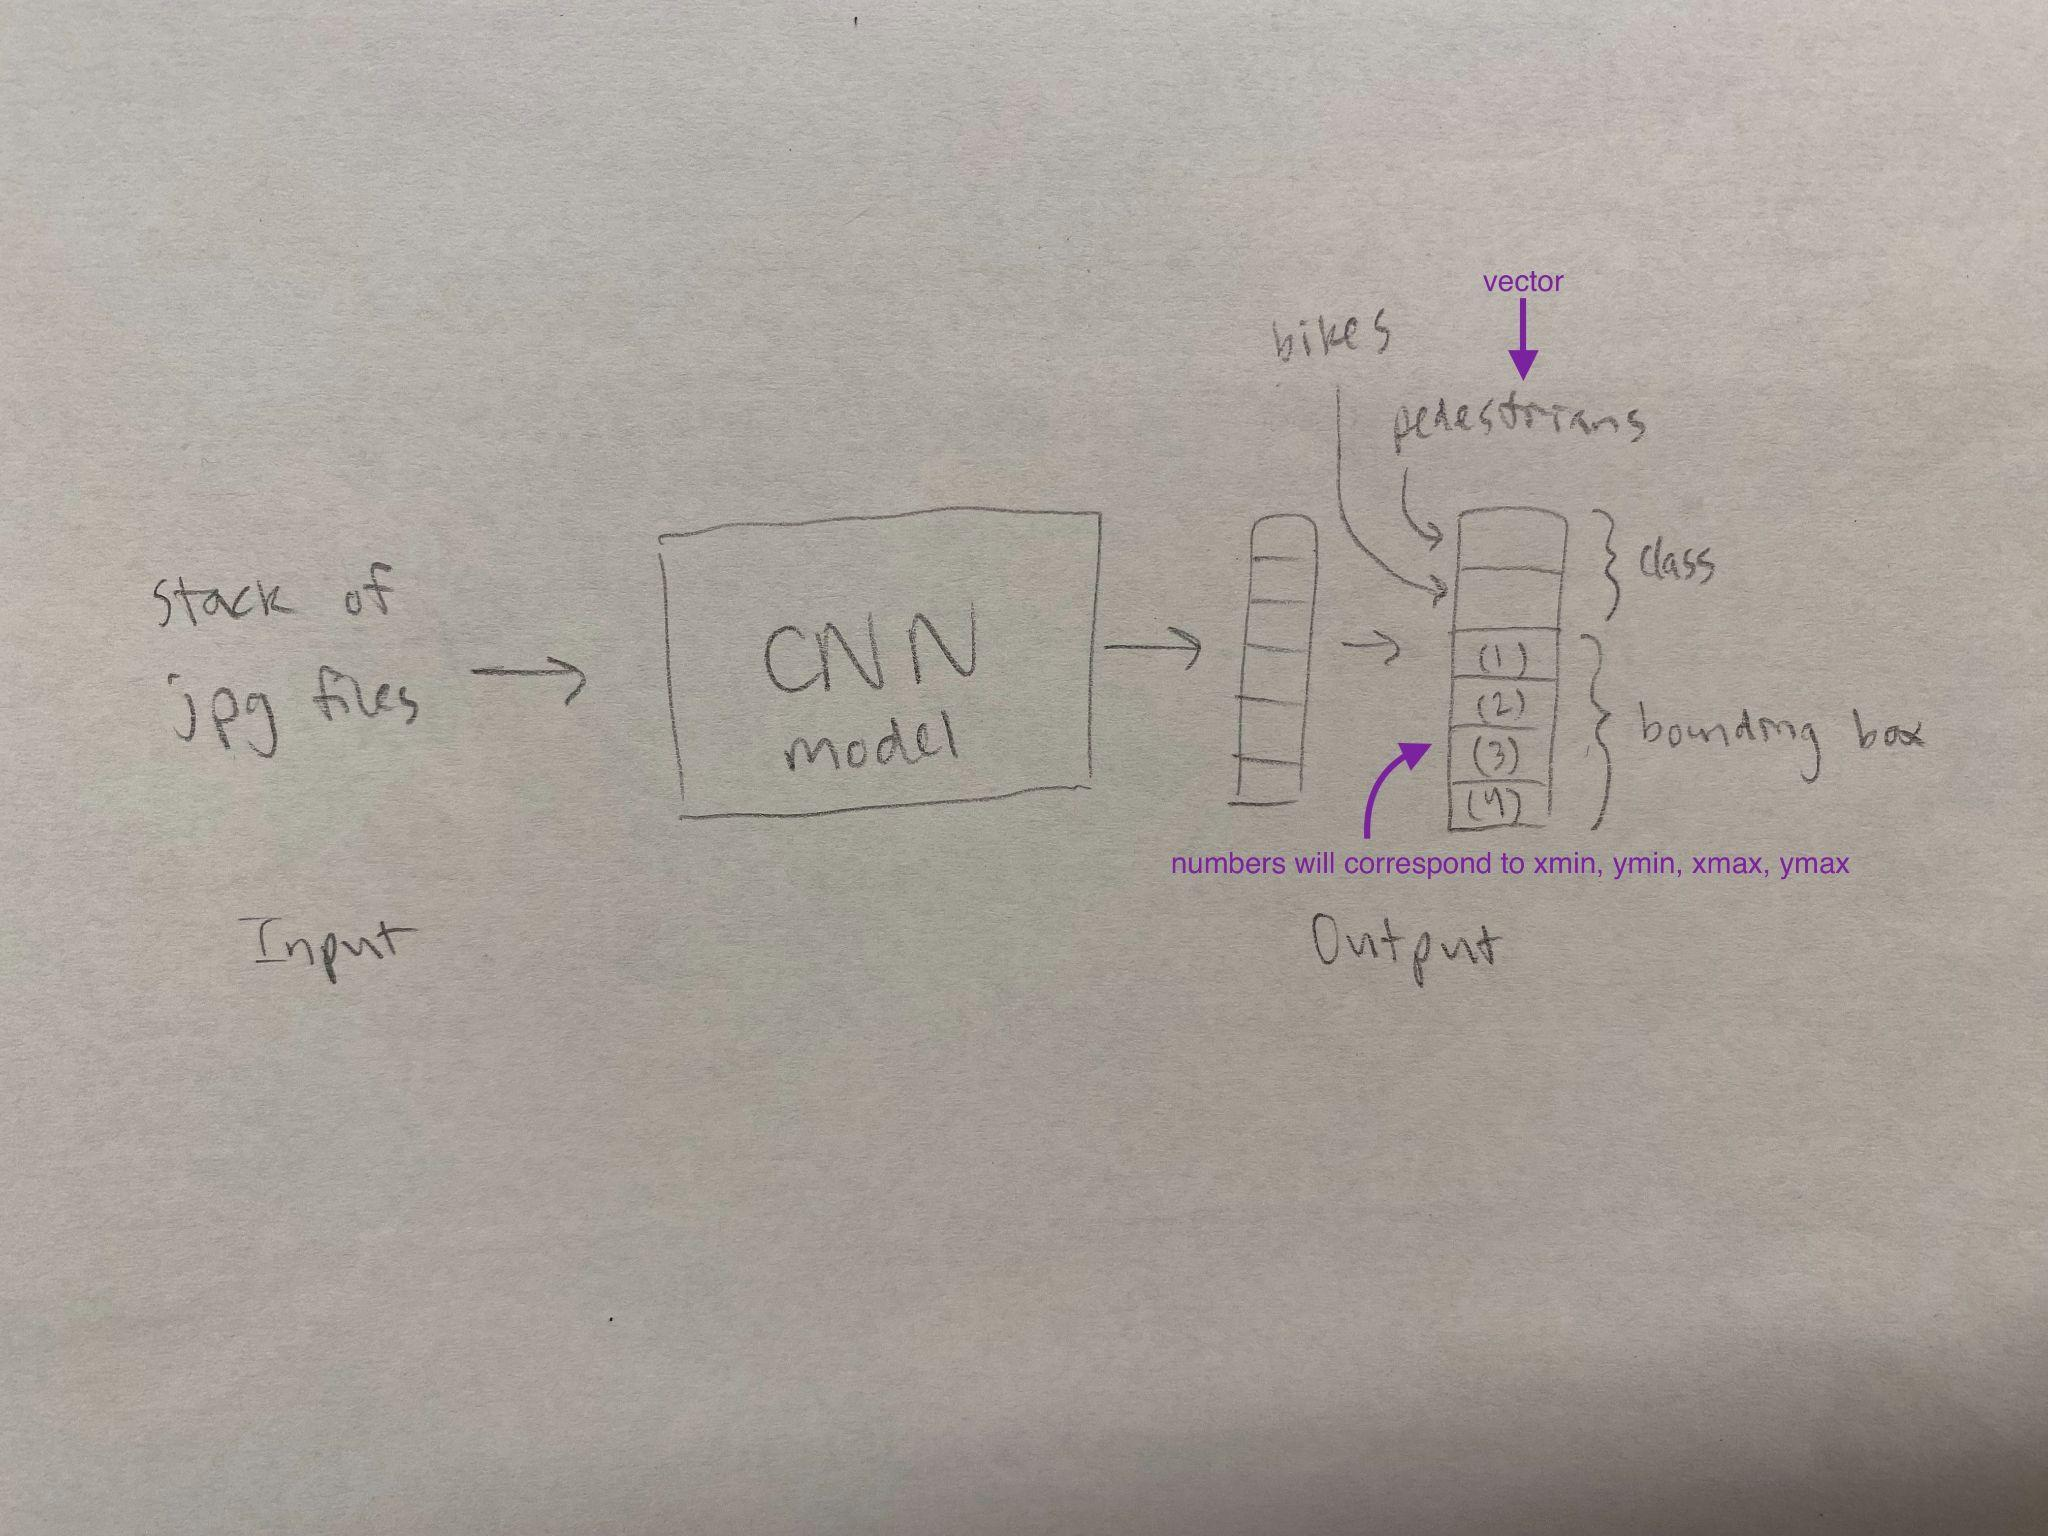 vector
bikes
pedestrians
stack of
jpg files
CNN
model
class
(1)
(2)
(3)
(4)
bounding box
numbers will correspond to xmin, ymin, xmax, ymax
Input
Output